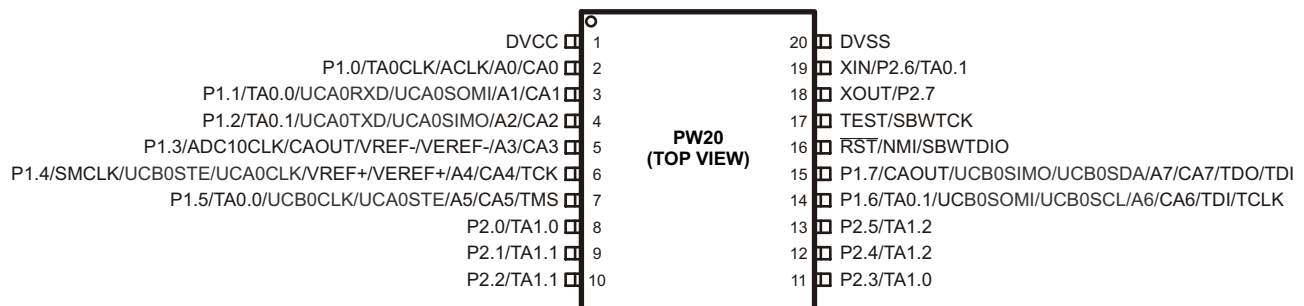 DVCC 1 20 DVSS
P1.0/TA0CLK/ACLK/A0/CA0 2 19 XIN/P2.6/TA0.1
P1.1/TA0.0/UCA0RXD/UCA0SOMI/A1/CA1 3 18 XOUT/P2.7
P1.2/TA0.1/UCA0TXD/UCA0SIMO/A2/CA2 4 17 TEST/SBWTCK
P1.3/ADC10CLK/CAOUT/VREF-/VEREF-/A3/CA3 5 PW20 16 RST/NMI/SBWTDIO
(TOP VIEW)
P1.4/SMCLK/UCB0STE/UCA0CLK/VREF+/VEREF+/A4/CA4/TCK 6 15 P1.7/CAOUT/UCB0SIMO/UCB0SDA/A7/CA7/TDO/TDI
P1.5/TA0.0/UCB0CLK/UCA0STE/A5/CA5/TMS 7 14 P1.6/TA0.1/UCB0SOMI/UCB0SCL/A6/CA6/TDI/TCLK
P2.0/TA1.0 8 13 P2.5/TA1.2
P2.1/TA1.1 9 12 P2.4/TA1.2
P2.2/TA1.1 10 11 P2.3/TA1.0